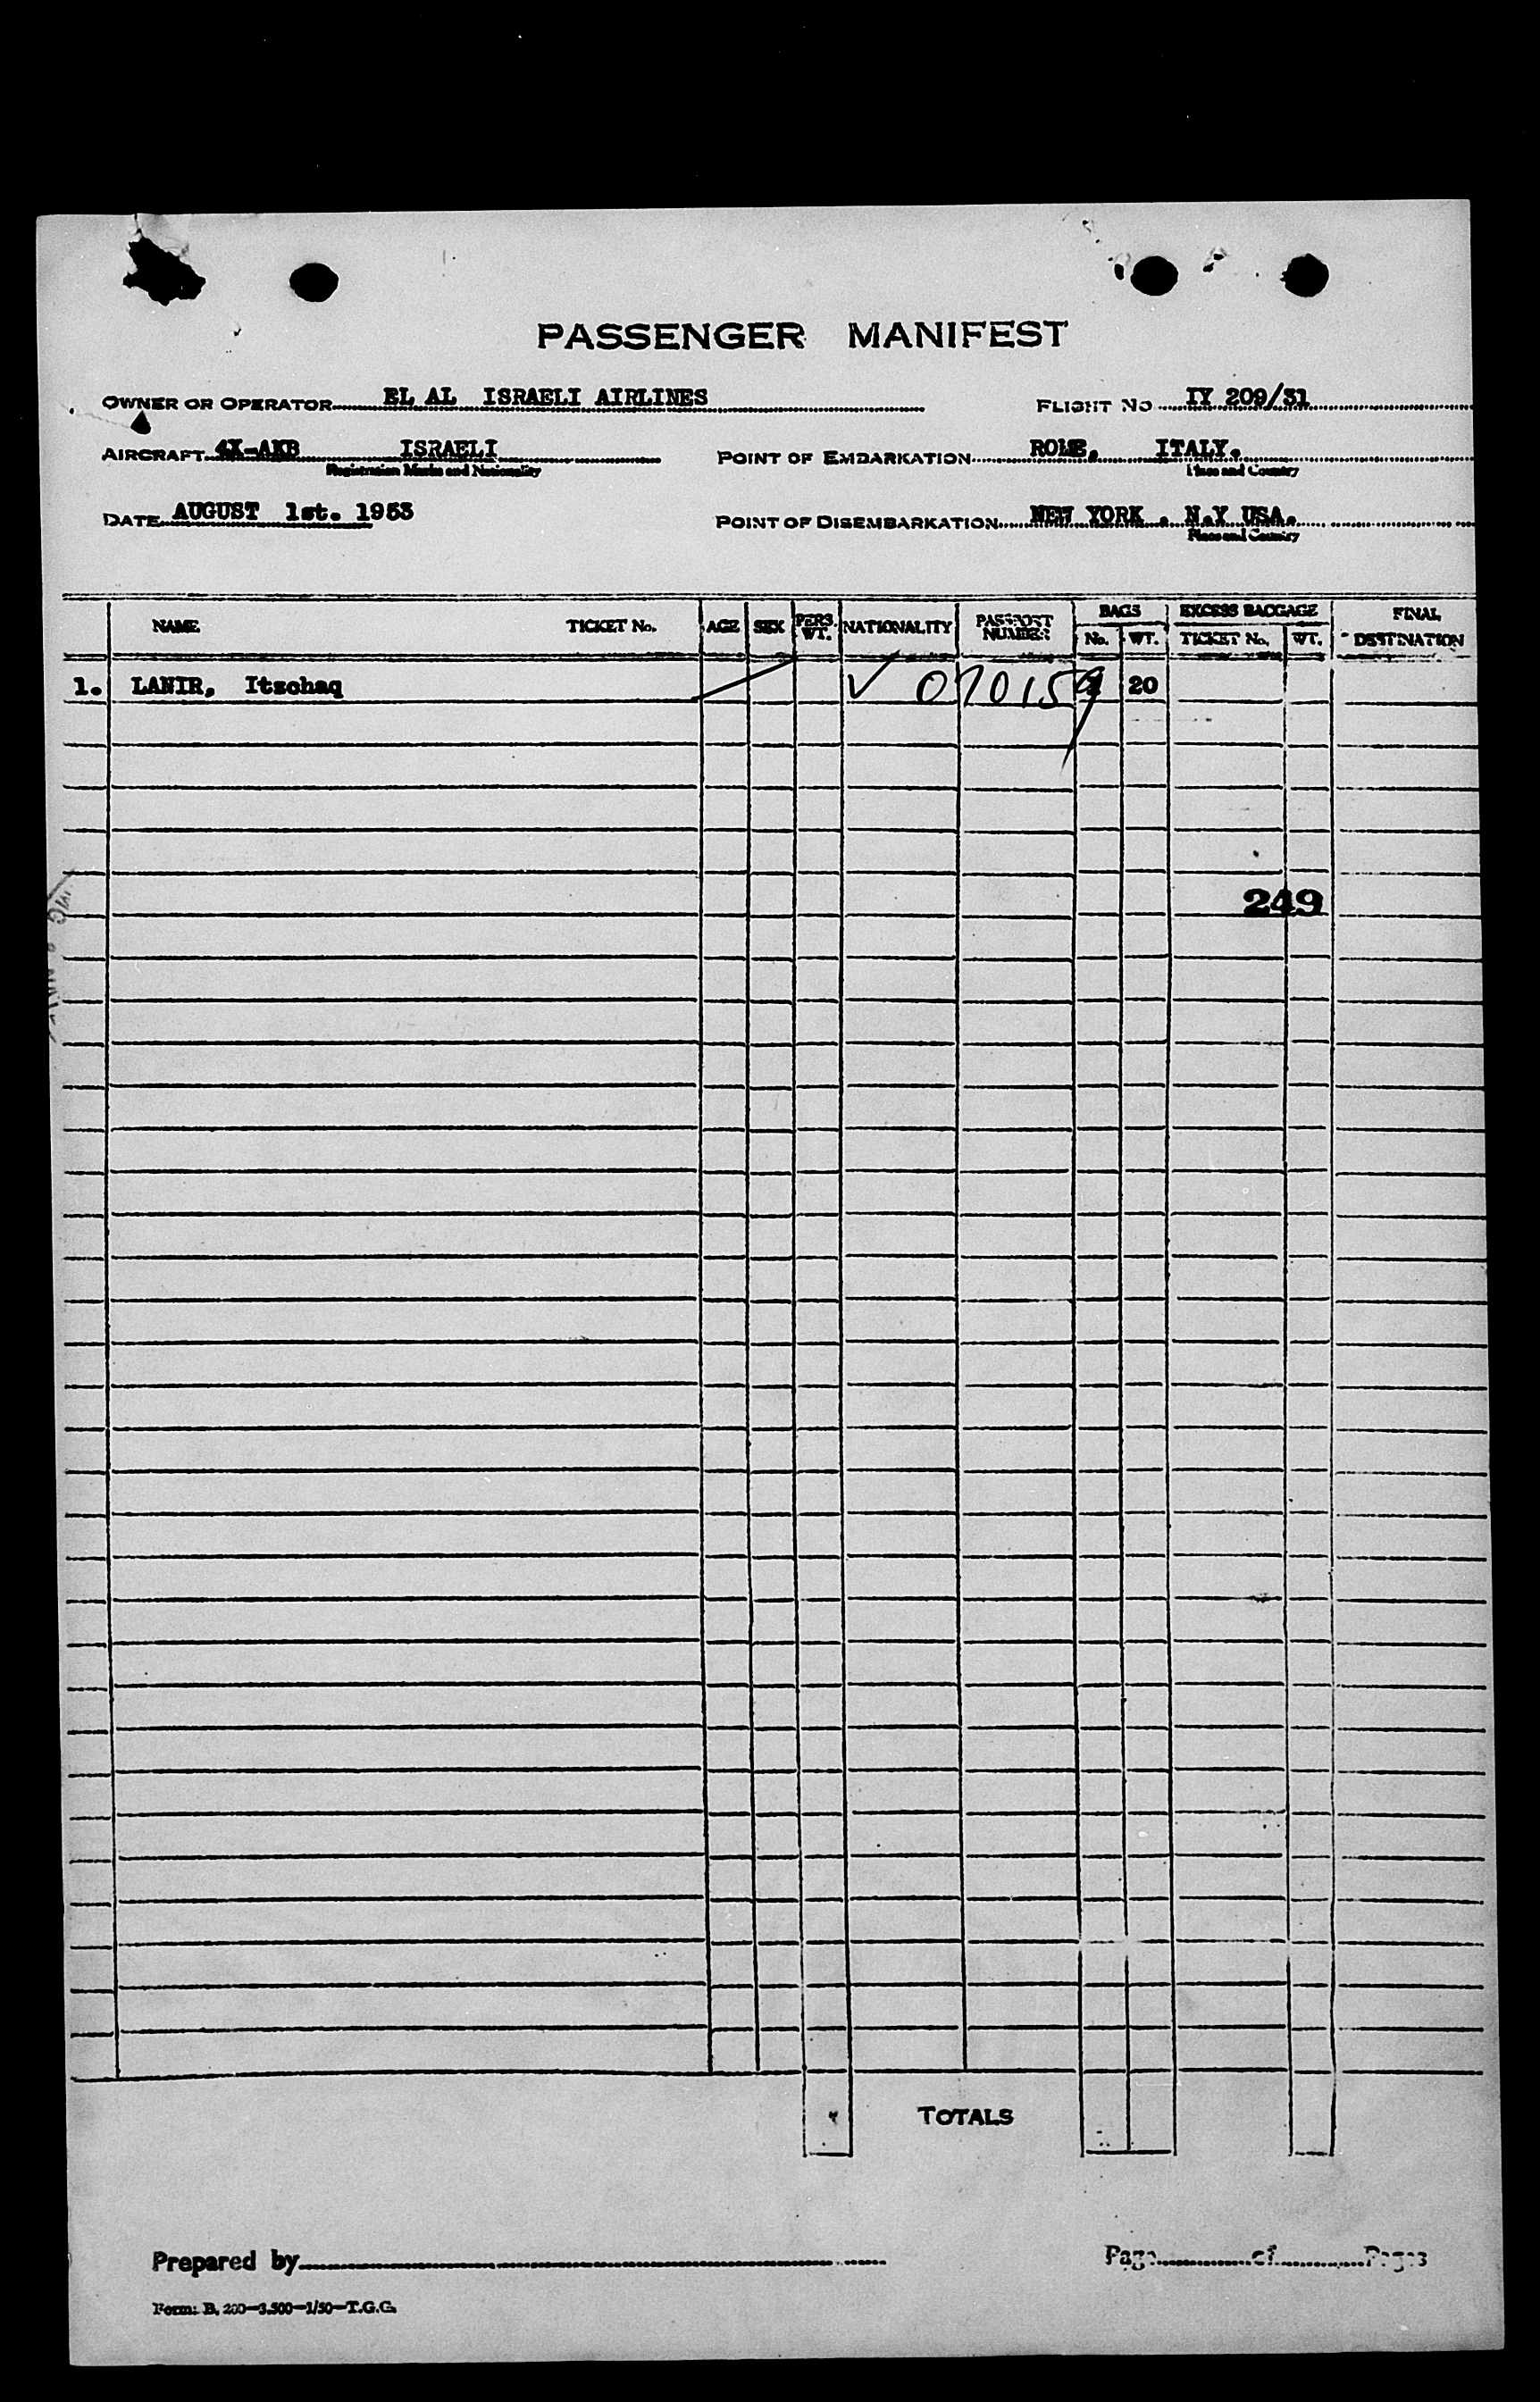 PASSENGER MANIFEST
OWNER OR OPERATOR EL AL ISRAELI AIRLINES FLIGHT No IY 209/31
AIRCRAFT 4X-AKB ISRAELI POINT OF EMBARKATION ROME, ITALY.
Registration Marks and Nationality Place and Country
DATE AUGUST 1st. 1953 POINT OF DISEMBARKATION NEW YORK . N.Y USA.
Place and Country
NAME TICKET No. AGE SEX PERS. WT. NATIONALITY PASSPORT NUMBER BAGS No. WT. EXCESS BAGGAGE TICKET No. WT. FINAL DESTINATION
1. LANIR, Itzchaq ✓ 070159 20
249
TOTALS
Prepared by Page of Pages
Form: B. 200-3.500-1/50-T.G.G.